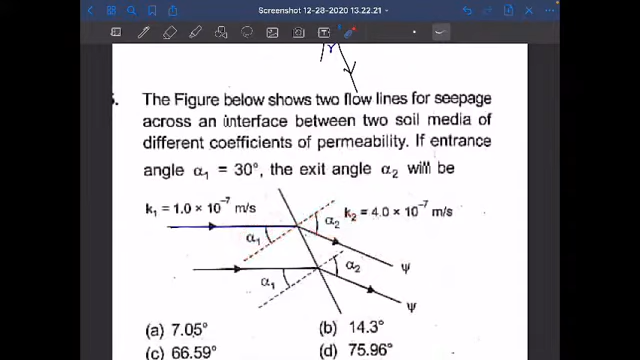 Screenshot 12-28-2020 13.22.21
The Figure below shows two flow lines for seepage
across an interface between two soil media of
different coefficients of permeability. If entrance
angle α₁ = 30°, the exit angle α₂ will be
k₁ = 1.0 × 10⁻⁷ m/s
α₂ k₂ = 4.0 × 10⁻⁷ m/s
α₁
α₂ ψ
α₁
ψ
(a) 7.05° (b) 14.3°
(c) 66.59° (d) 75.96°